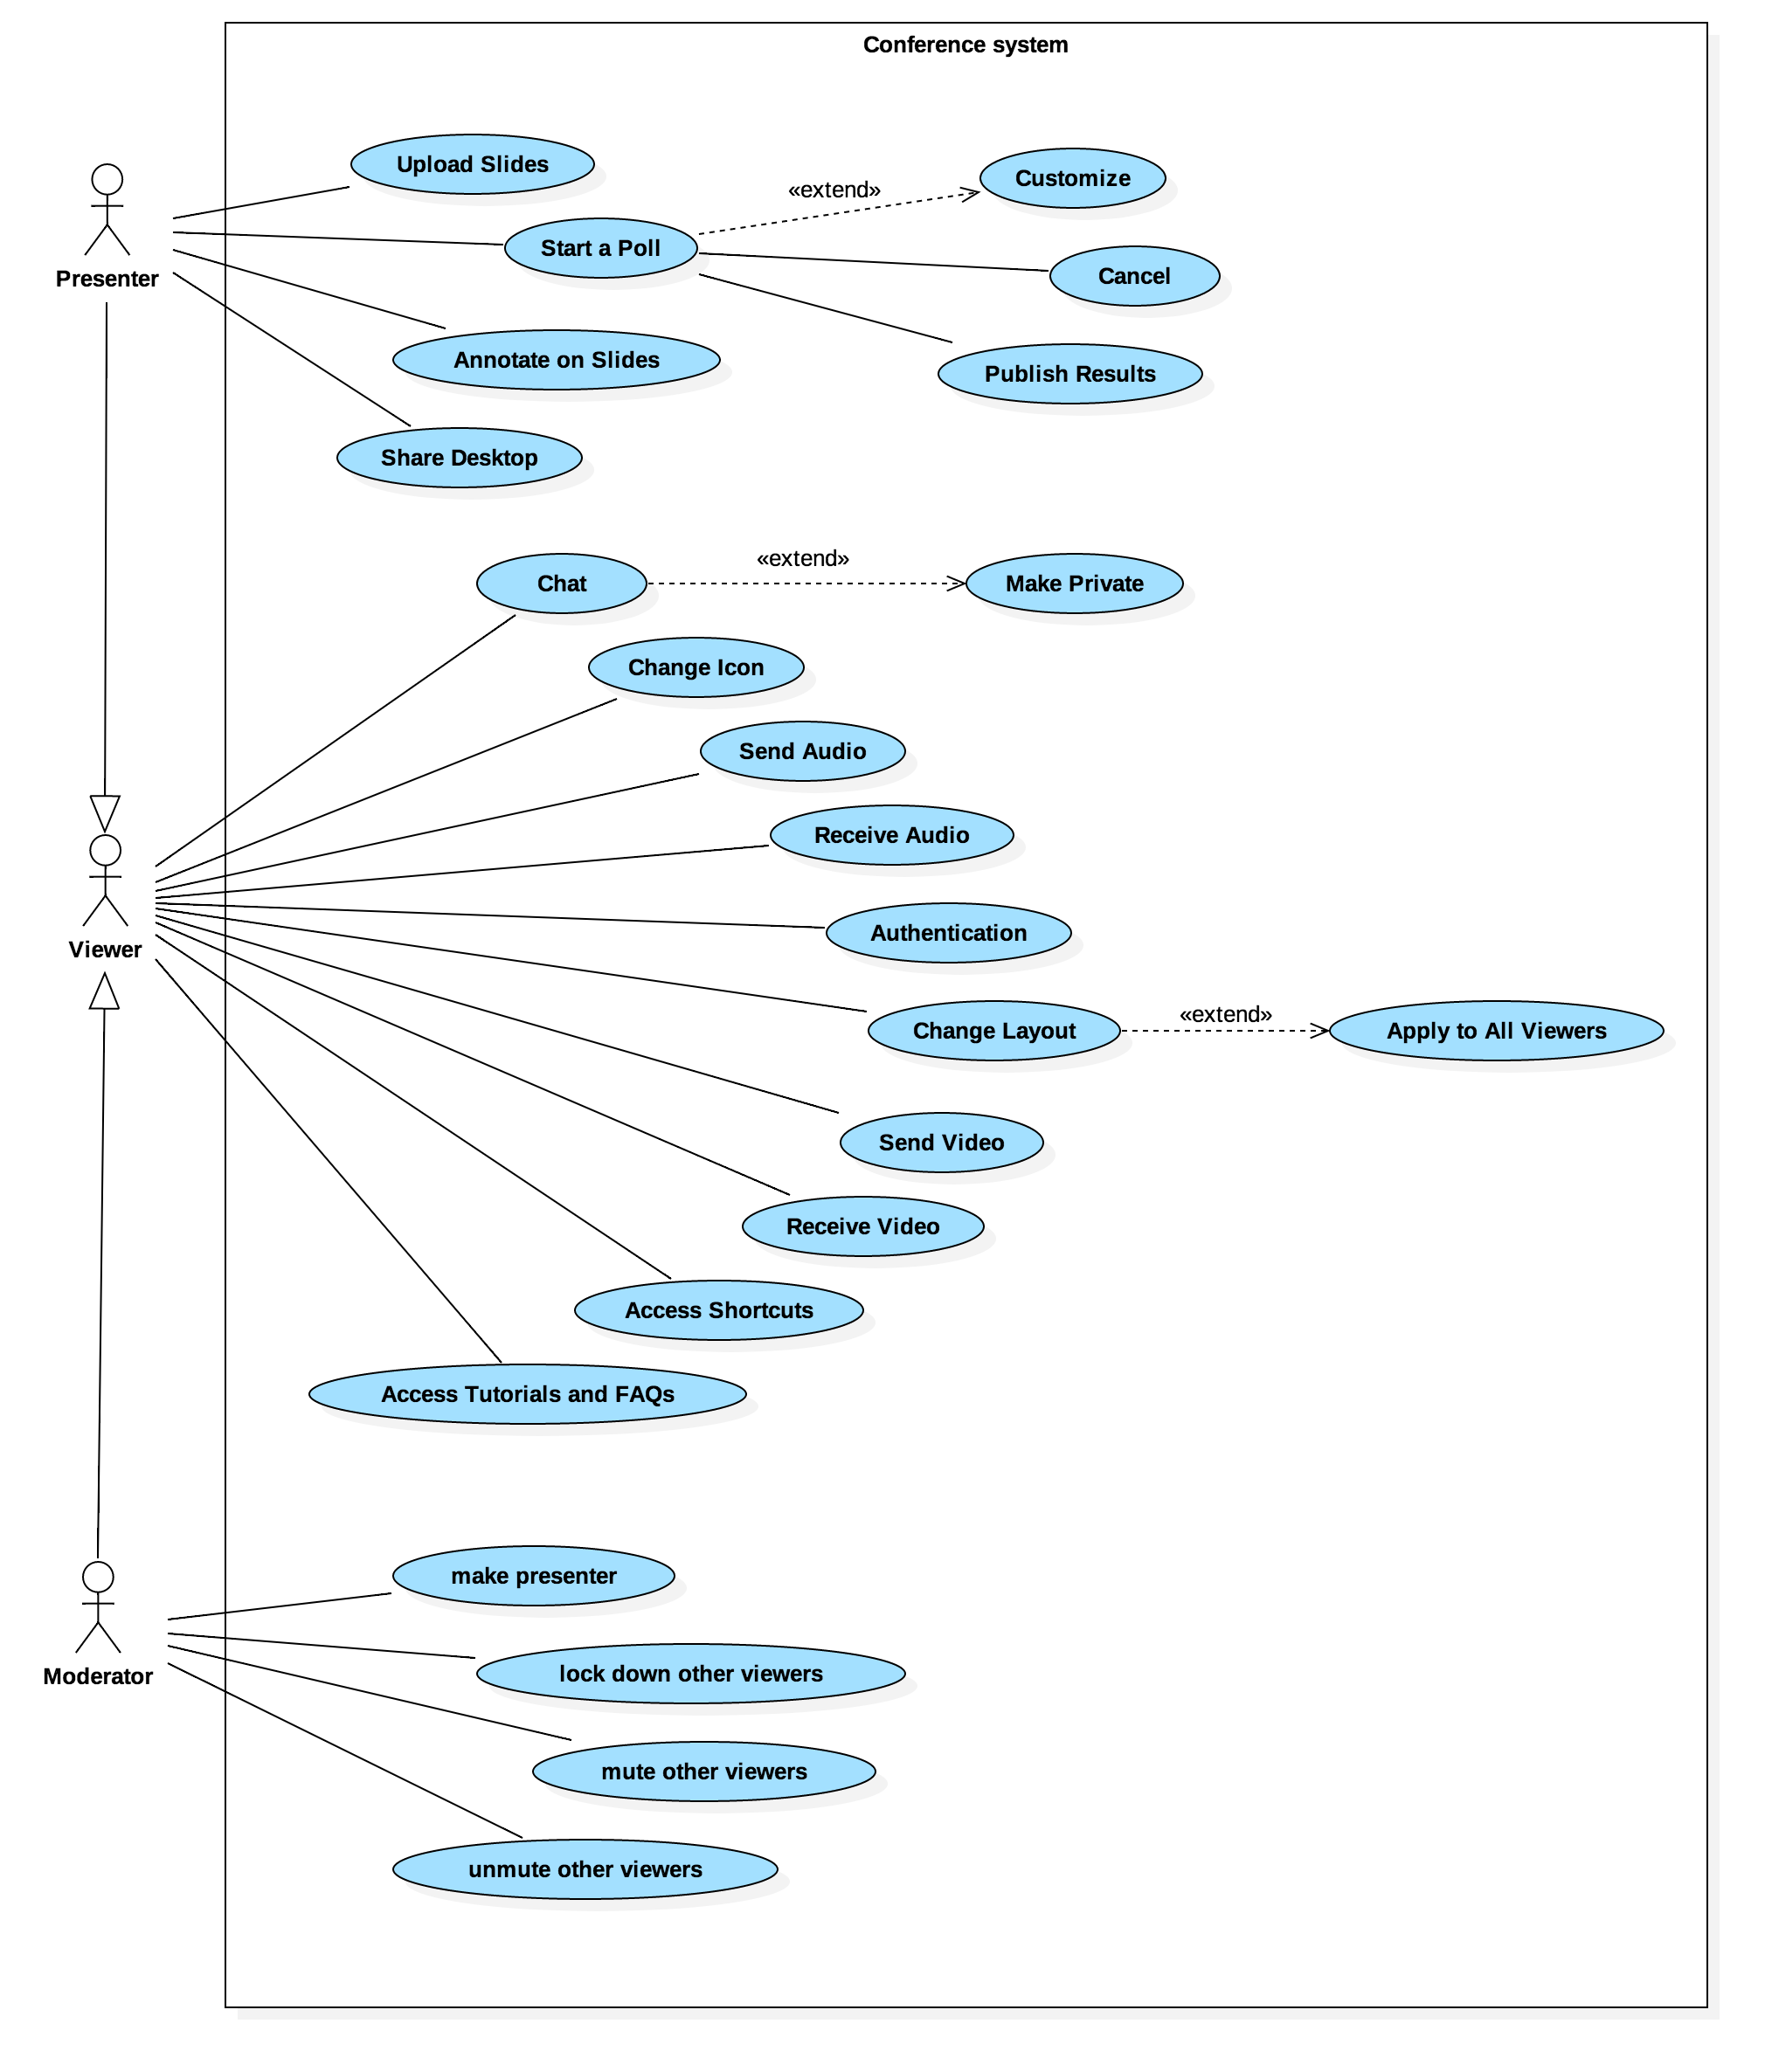 Conference system
Upload Slides
Customize
«extend»
Start a Poll
Cancel
Presenter
Annotate on Slides
Publish Results
Share Desktop
Chat
«extend»
Make Private
Change Icon
Send Audio
Receive Audio
Authentication
Viewer
Change Layout
«extend»
Apply to All Viewers
Send Video
Receive Video
Access Shortcuts
Access Tutorials and FAQs
make presenter
lock down other viewers
Moderator
mute other viewers
unmute other viewers